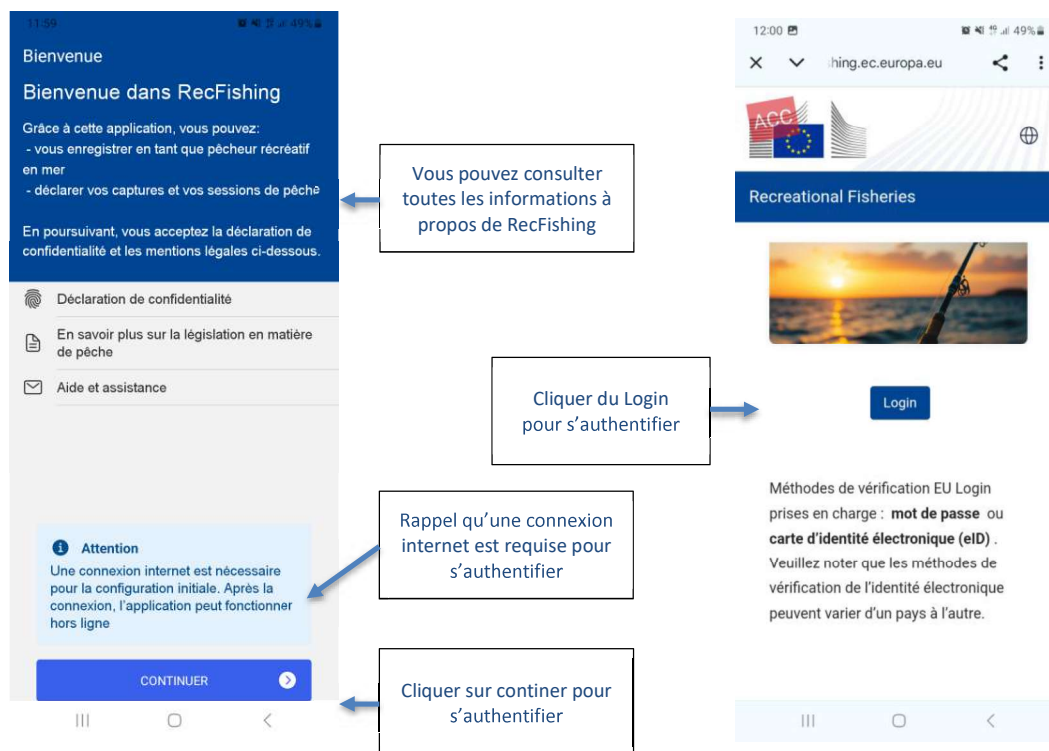 11:59
49%
Bienvenue
Bienvenue dans RecFishing
Grâce à cette application, vous pouvez:
- vous enregistrer en tant que pêcheur récréatif
en mer
- déclarer vos captures et vos sessions de pêche
En poursuivant, vous acceptez la déclaration de
confidentialité et les mentions légales ci-dessous.
Déclaration de confidentialité
En savoir plus sur la législation en matière
de pêche
Aide et assistance
Attention
Une connexion internet est nécessaire
pour la configuration initiale. Après la
connexion, l'application peut fonctionner
hors ligne
CONTINUER
Vous pouvez consulter
toutes les informations à
propos de RecFishing
Cliquer du Login
pour s'authentifier
Rappel qu'une connexion
internet est requise pour
s'authentifier
Cliquer sur continer pour
s'authentifier
12:00
49%
hing.ec.europa.eu
ACC
Recreational Fisheries
Login
Méthodes de vérification EU Login
prises en charge : mot de passe ou
carte d'identité électronique (eID) .
Veuillez noter que les méthodes de
vérification de l'identité électronique
peuvent varier d'un pays à l'autre.